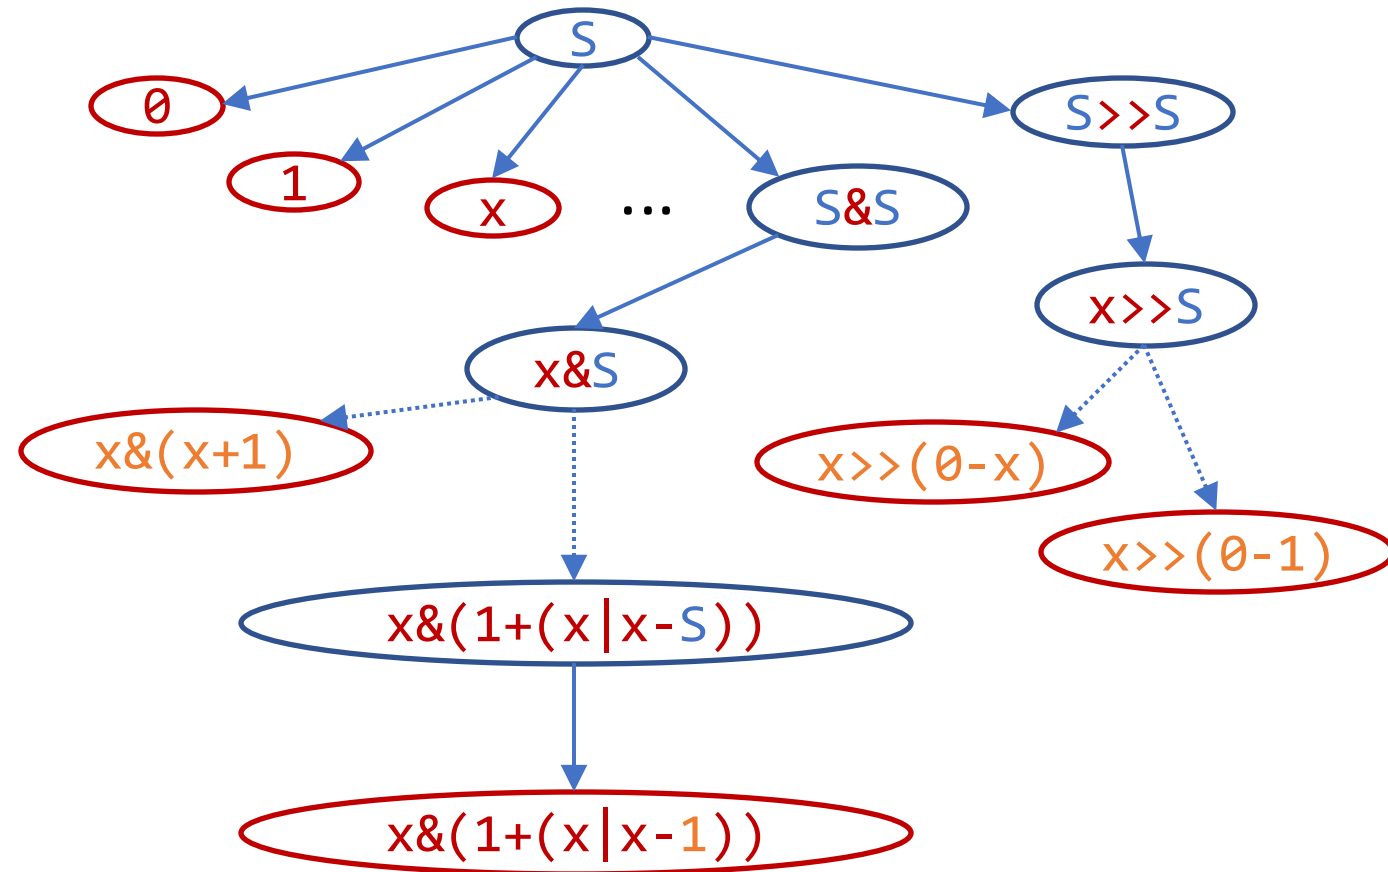 S
0
S>>S
1
x
...
S&S
x>>S
x&S
x&(x+1)
x>>(0-x)
x>>(0-1)
x&(1+(x|x-S))
x&(1+(x|x-1))